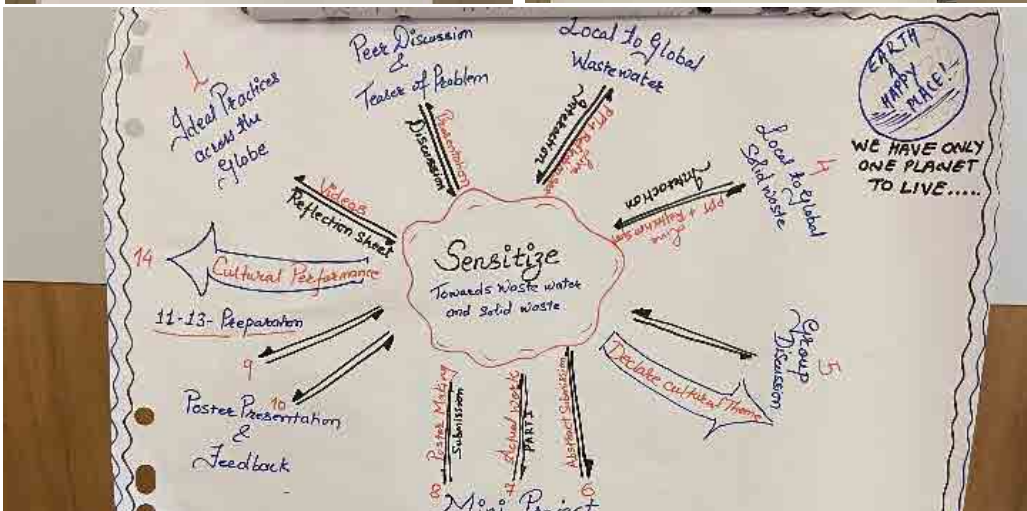 1
Ideal Practices
across the
Globe
Peer Discussion
&
Teaser of Problem
Presentation
Discussion
Local to Global
Wastewater
Interaction
PPT +
Live
EARTH
A
HAPPY
PLACE!
WE HAVE ONLY
ONE PLANET
TO LIVE.....
4
Local to Global
Solid waste
Interaction
PPT +
Live
Videos
Reflection Sheet
Sensitize
Towards waste water
and solid waste
14
Cultural Performance
11-13- Preparation
9
10
Poster Presentation
&
Feedback
5
Group
Discussion
Declare cultural Theme
8
Poster Making
Submission
7
Actual Work
PART I
6
Abstract Submission
Mini Project